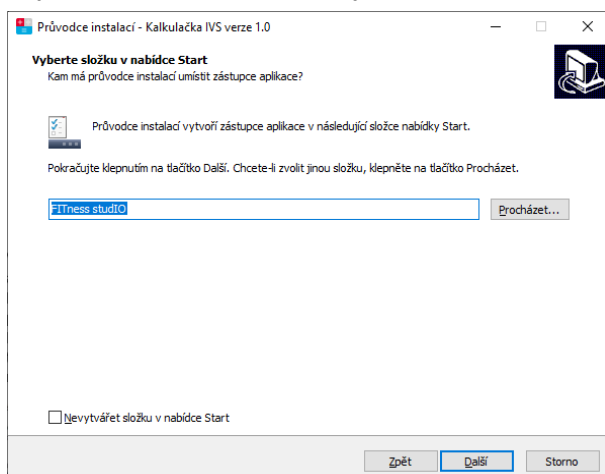 Průvodce instalací - Kalkulačka IVS verze 1.0
Vyberte složku v nabídce Start
Kam má průvodce instalací umístit zástupce aplikace?
Průvodce instalací vytvoří zástupce aplikace v následující složce nabídky Start.
Pokračujte klepnutím na tlačítko Další. Chcete-li zvolit jinou složku, klepněte na tlačítko Procházet.
FITness studIO
Procházet...
Nevytvářet složku v nabídce Start
Zpět
Další
Storno